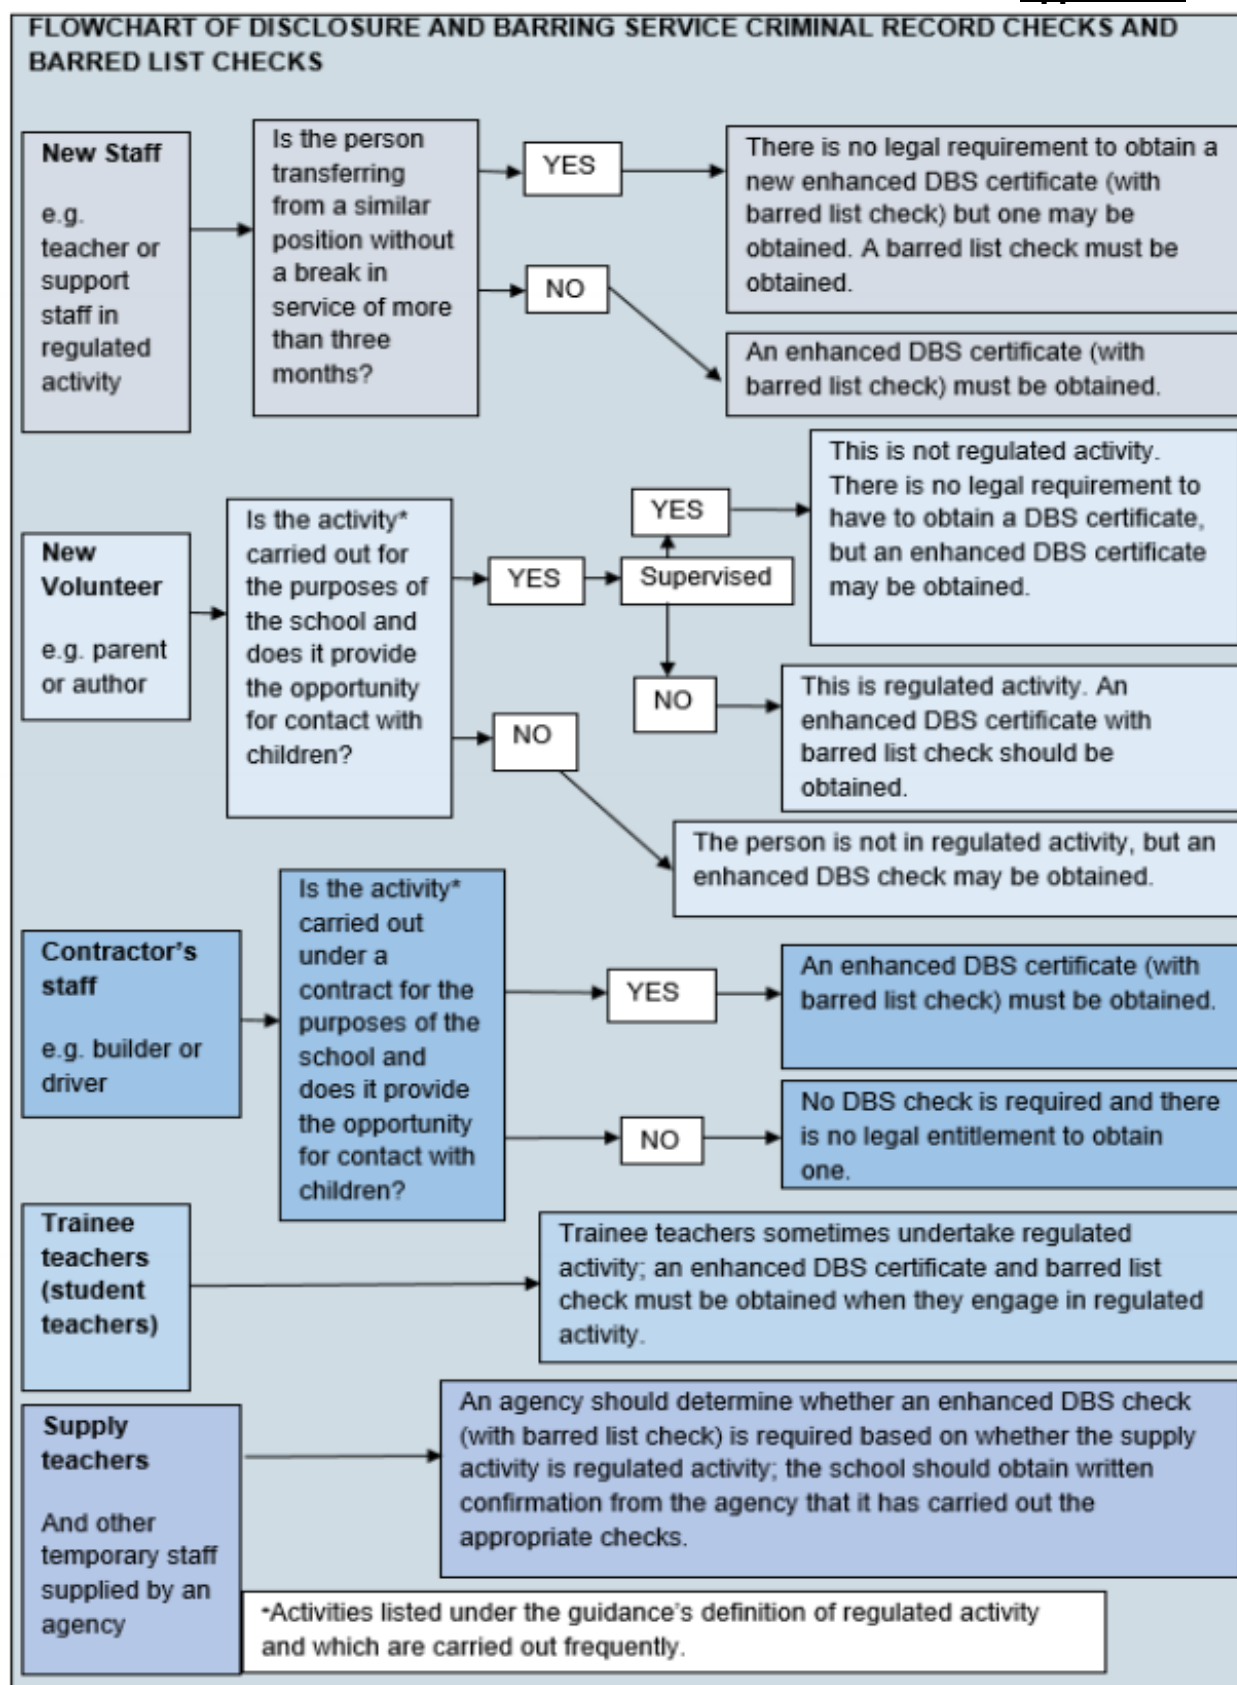 FLOWCHART OF DISCLOSURE AND BARRING SERVICE CRIMINAL RECORD CHECKS AND
BARRED LIST CHECKS
New Staff
e.g.
teacher or
support
staff in
regulated
activity
Is the person
transferring
from a similar
position without
a break in
service of more
than three
months?
YES
There is no legal requirement to obtain a
new enhanced DBS certificate (with
barred list check) but one may be
obtained. A barred list check must be
obtained.
NO
An enhanced DBS certificate (with
barred list check) must be obtained.
New
Volunteer
e.g. parent
or author
Is the activity*
carried out for
the purposes of
the school and
does it provide
the opportunity
for contact with
children?
YES
Supervised
YES
This is not regulated activity.
There is no legal requirement to
have to obtain a DBS certificate,
but an enhanced DBS certificate
may be obtained.
NO
This is regulated activity. An
enhanced DBS certificate with
barred list check should be
obtained.
NO
The person is not in regulated activity, but an
enhanced DBS check may be obtained.
Contractor's
staff
e.g. builder or
driver
Is the activity*
carried out
under a
contract for the
purposes of the
school and
does it provide
the opportunity
for contact with
children?
YES
An enhanced DBS certificate (with
barred list check) must be obtained.
NO
No DBS check is required and there
is no legal entitlement to obtain
one.
Trainee
teachers
(student
teachers)
Trainee teachers sometimes undertake regulated
activity; an enhanced DBS certificate and barred list
check must be obtained when they engage in regulated
activity.
Supply
teachers
And other
temporary staff
supplied by an
agency
An agency should determine whether an enhanced DBS check
(with barred list check) is required based on whether the supply
activity is regulated activity; the school should obtain written
confirmation from the agency that it has carried out the
appropriate checks.
*Activities listed under the guidance's definition of regulated activity
and which are carried out frequently.